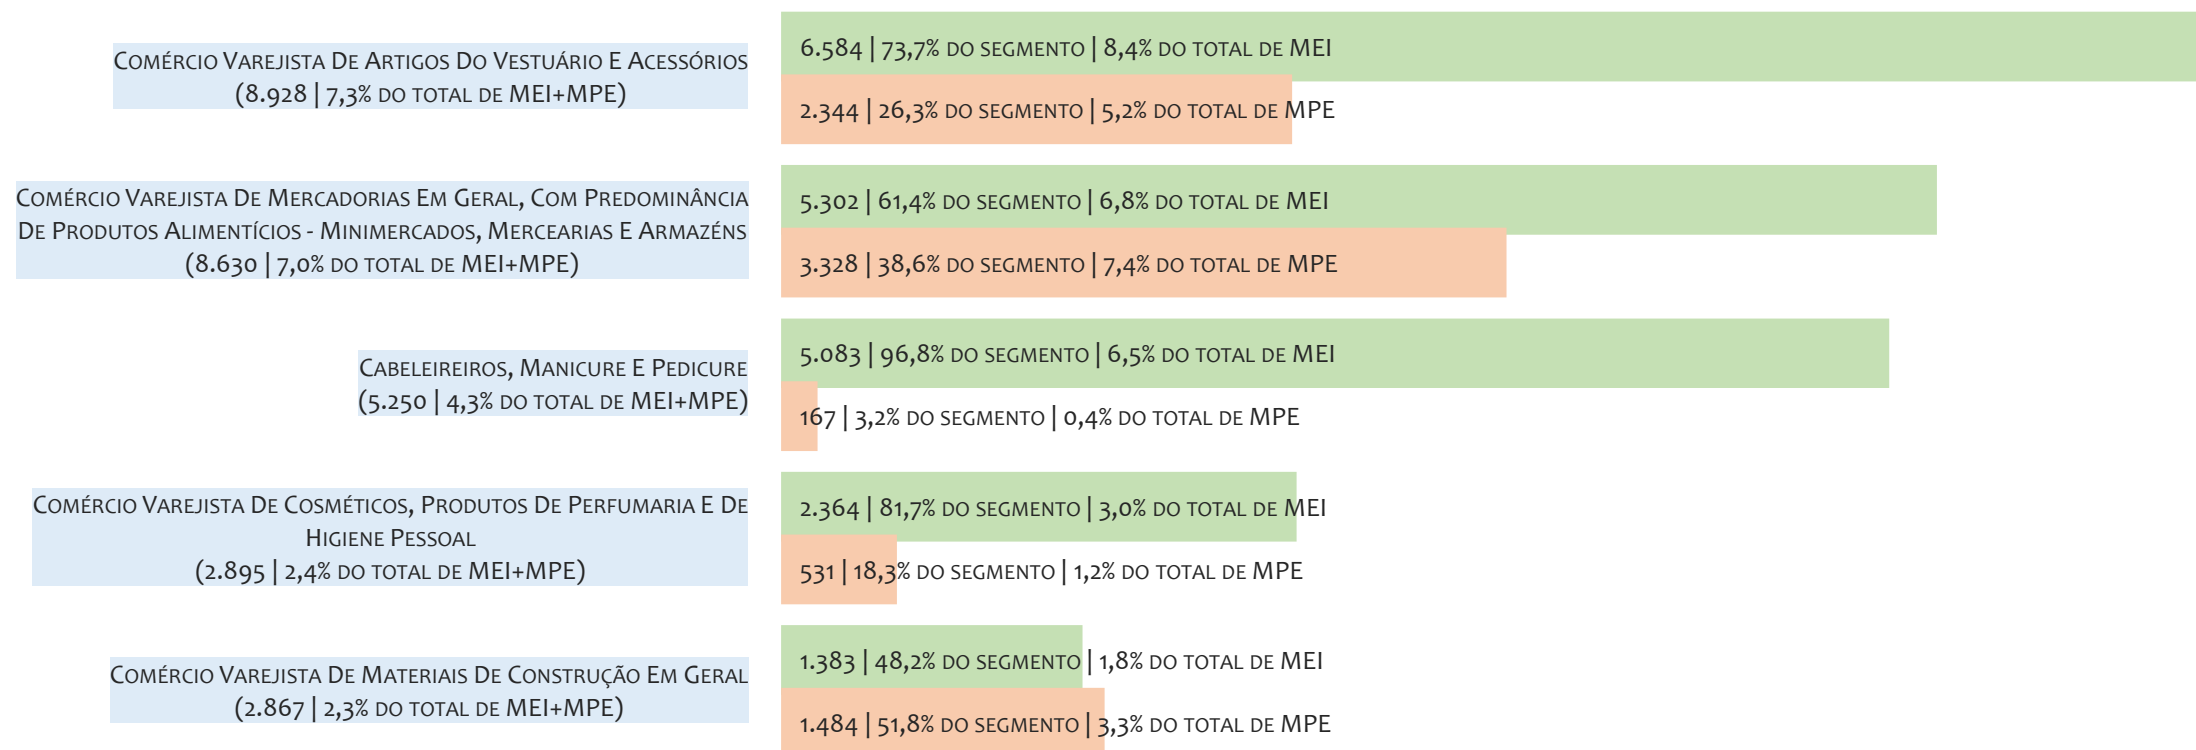 Comércio Varejista De Artigos Do Vestuário E Acessórios
(8.928 | 7,3% do total de MEI+MPE)
6.584 | 73,7% do segmento | 8,4% do total de MEI
2.344 | 26,3% do segmento | 5,2% do total de MPE
Comércio Varejista De Mercadorias Em Geral, Com Predominância
De Produtos Alimentícios - Minimercados, Mercearias E Armazéns
(8.630 | 7,0% do total de MEI+MPE)
5.302 | 61,4% do segmento | 6,8% do total de MEI
3.328 | 38,6% do segmento | 7,4% do total de MPE
Cabeleireiros, Manicure E Pedicure
(5.250 | 4,3% do total de MEI+MPE)
5.083 | 96,8% do segmento | 6,5% do total de MEI
167 | 3,2% do segmento | 0,4% do total de MPE
Comércio Varejista De Cosméticos, Produtos De Perfumaria E De
Higiene Pessoal
(2.895 | 2,4% do total de MEI+MPE)
2.364 | 81,7% do segmento | 3,0% do total de MEI
531 | 18,3% do segmento | 1,2% do total de MPE
Comércio Varejista De Materiais De Construção Em Geral
(2.867 | 2,3% do total de MEI+MPE)
1.383 | 48,2% do segmento | 1,8% do total de MEI
1.484 | 51,8% do segmento | 3,3% do total de MPE